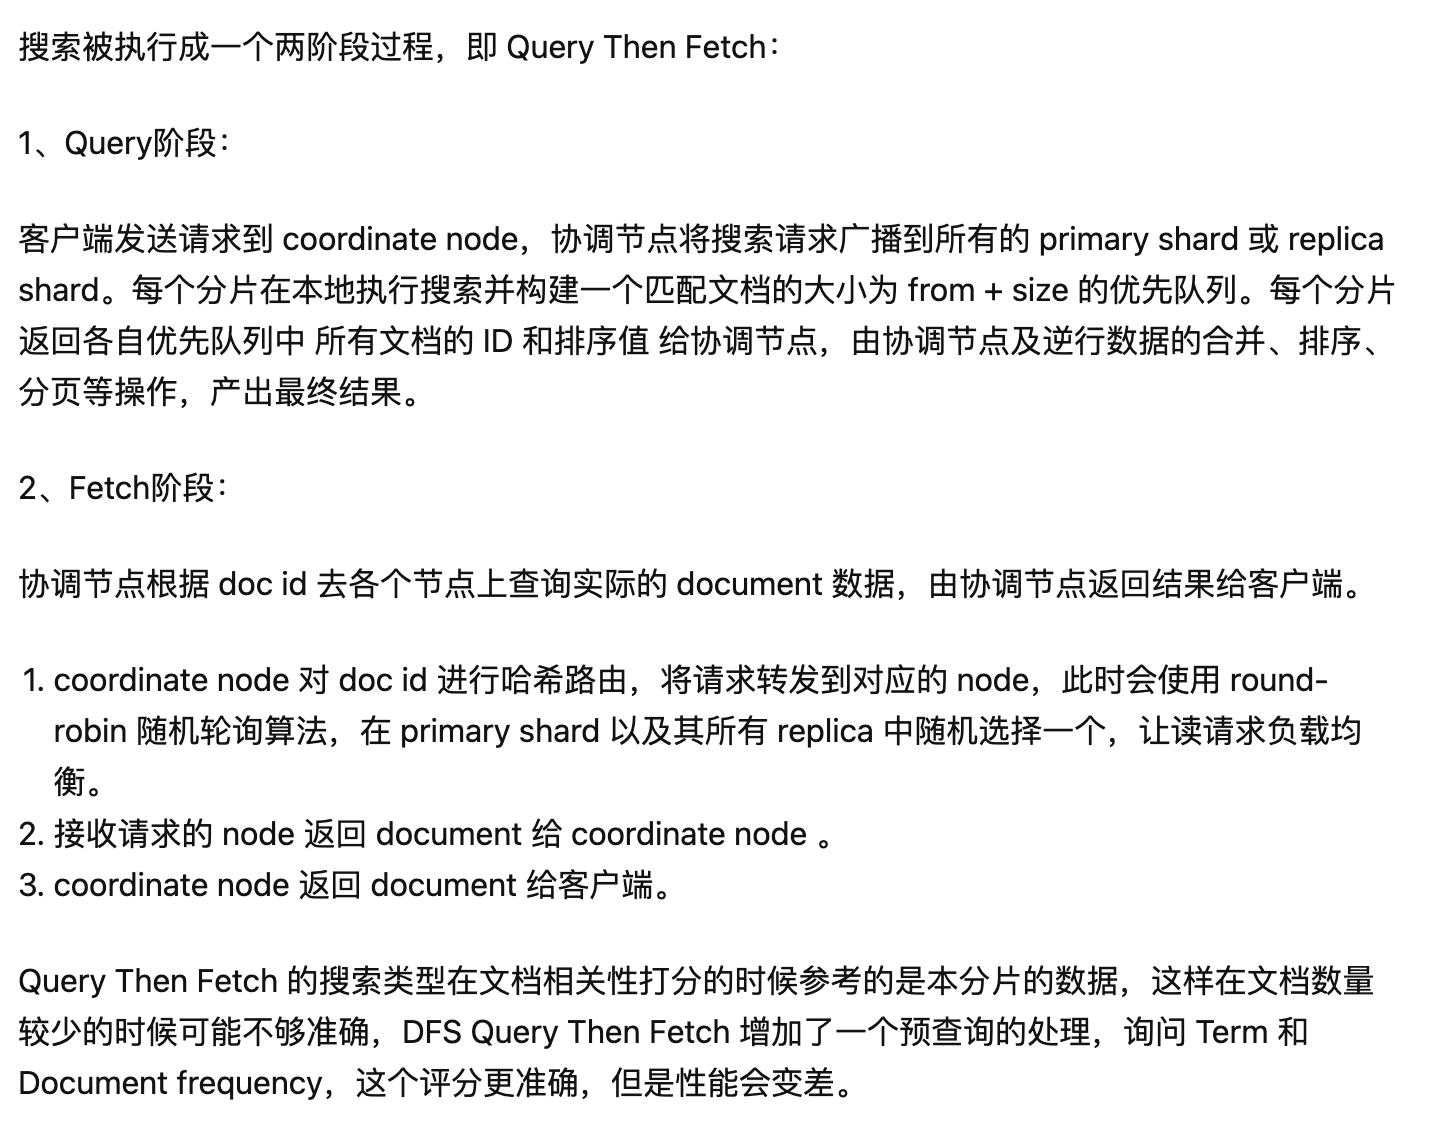 搜索被执行成一个两阶段过程，即 Query Then Fetch：
1、Query阶段：
客户端发送请求到 coordinate node，协调节点将搜索请求广播到所有的 primary shard 或 replica
shard。每个分片在本地执行搜索并构建一个匹配文档的大小为 from + size 的优先队列。每个分片
返回各自优先队列中 所有文档的 ID 和排序值 给协调节点，由协调节点及逆行数据的合并、排序、
分页等操作，产出最终结果。
2、Fetch阶段：
协调节点根据 doc id 去各个节点上查询实际的 document 数据，由协调节点返回结果给客户端。
1. coordinate node 对 doc id 进行哈希路由，将请求转发到对应的 node，此时会使用 round-
robin 随机轮询算法，在 primary shard 以及其所有 replica 中随机选择一个，让读请求负载均
衡。
2. 接收请求的 node 返回 document 给 coordinate node 。
3. coordinate node 返回 document 给客户端。
Query Then Fetch 的搜索类型在文档相关性打分的时候参考的是本分片的数据，这样在文档数量
较少的时候可能不够准确，DFS Query Then Fetch 增加了一个预查询的处理，询问 Term 和
Document frequency，这个评分更准确，但是性能会变差。